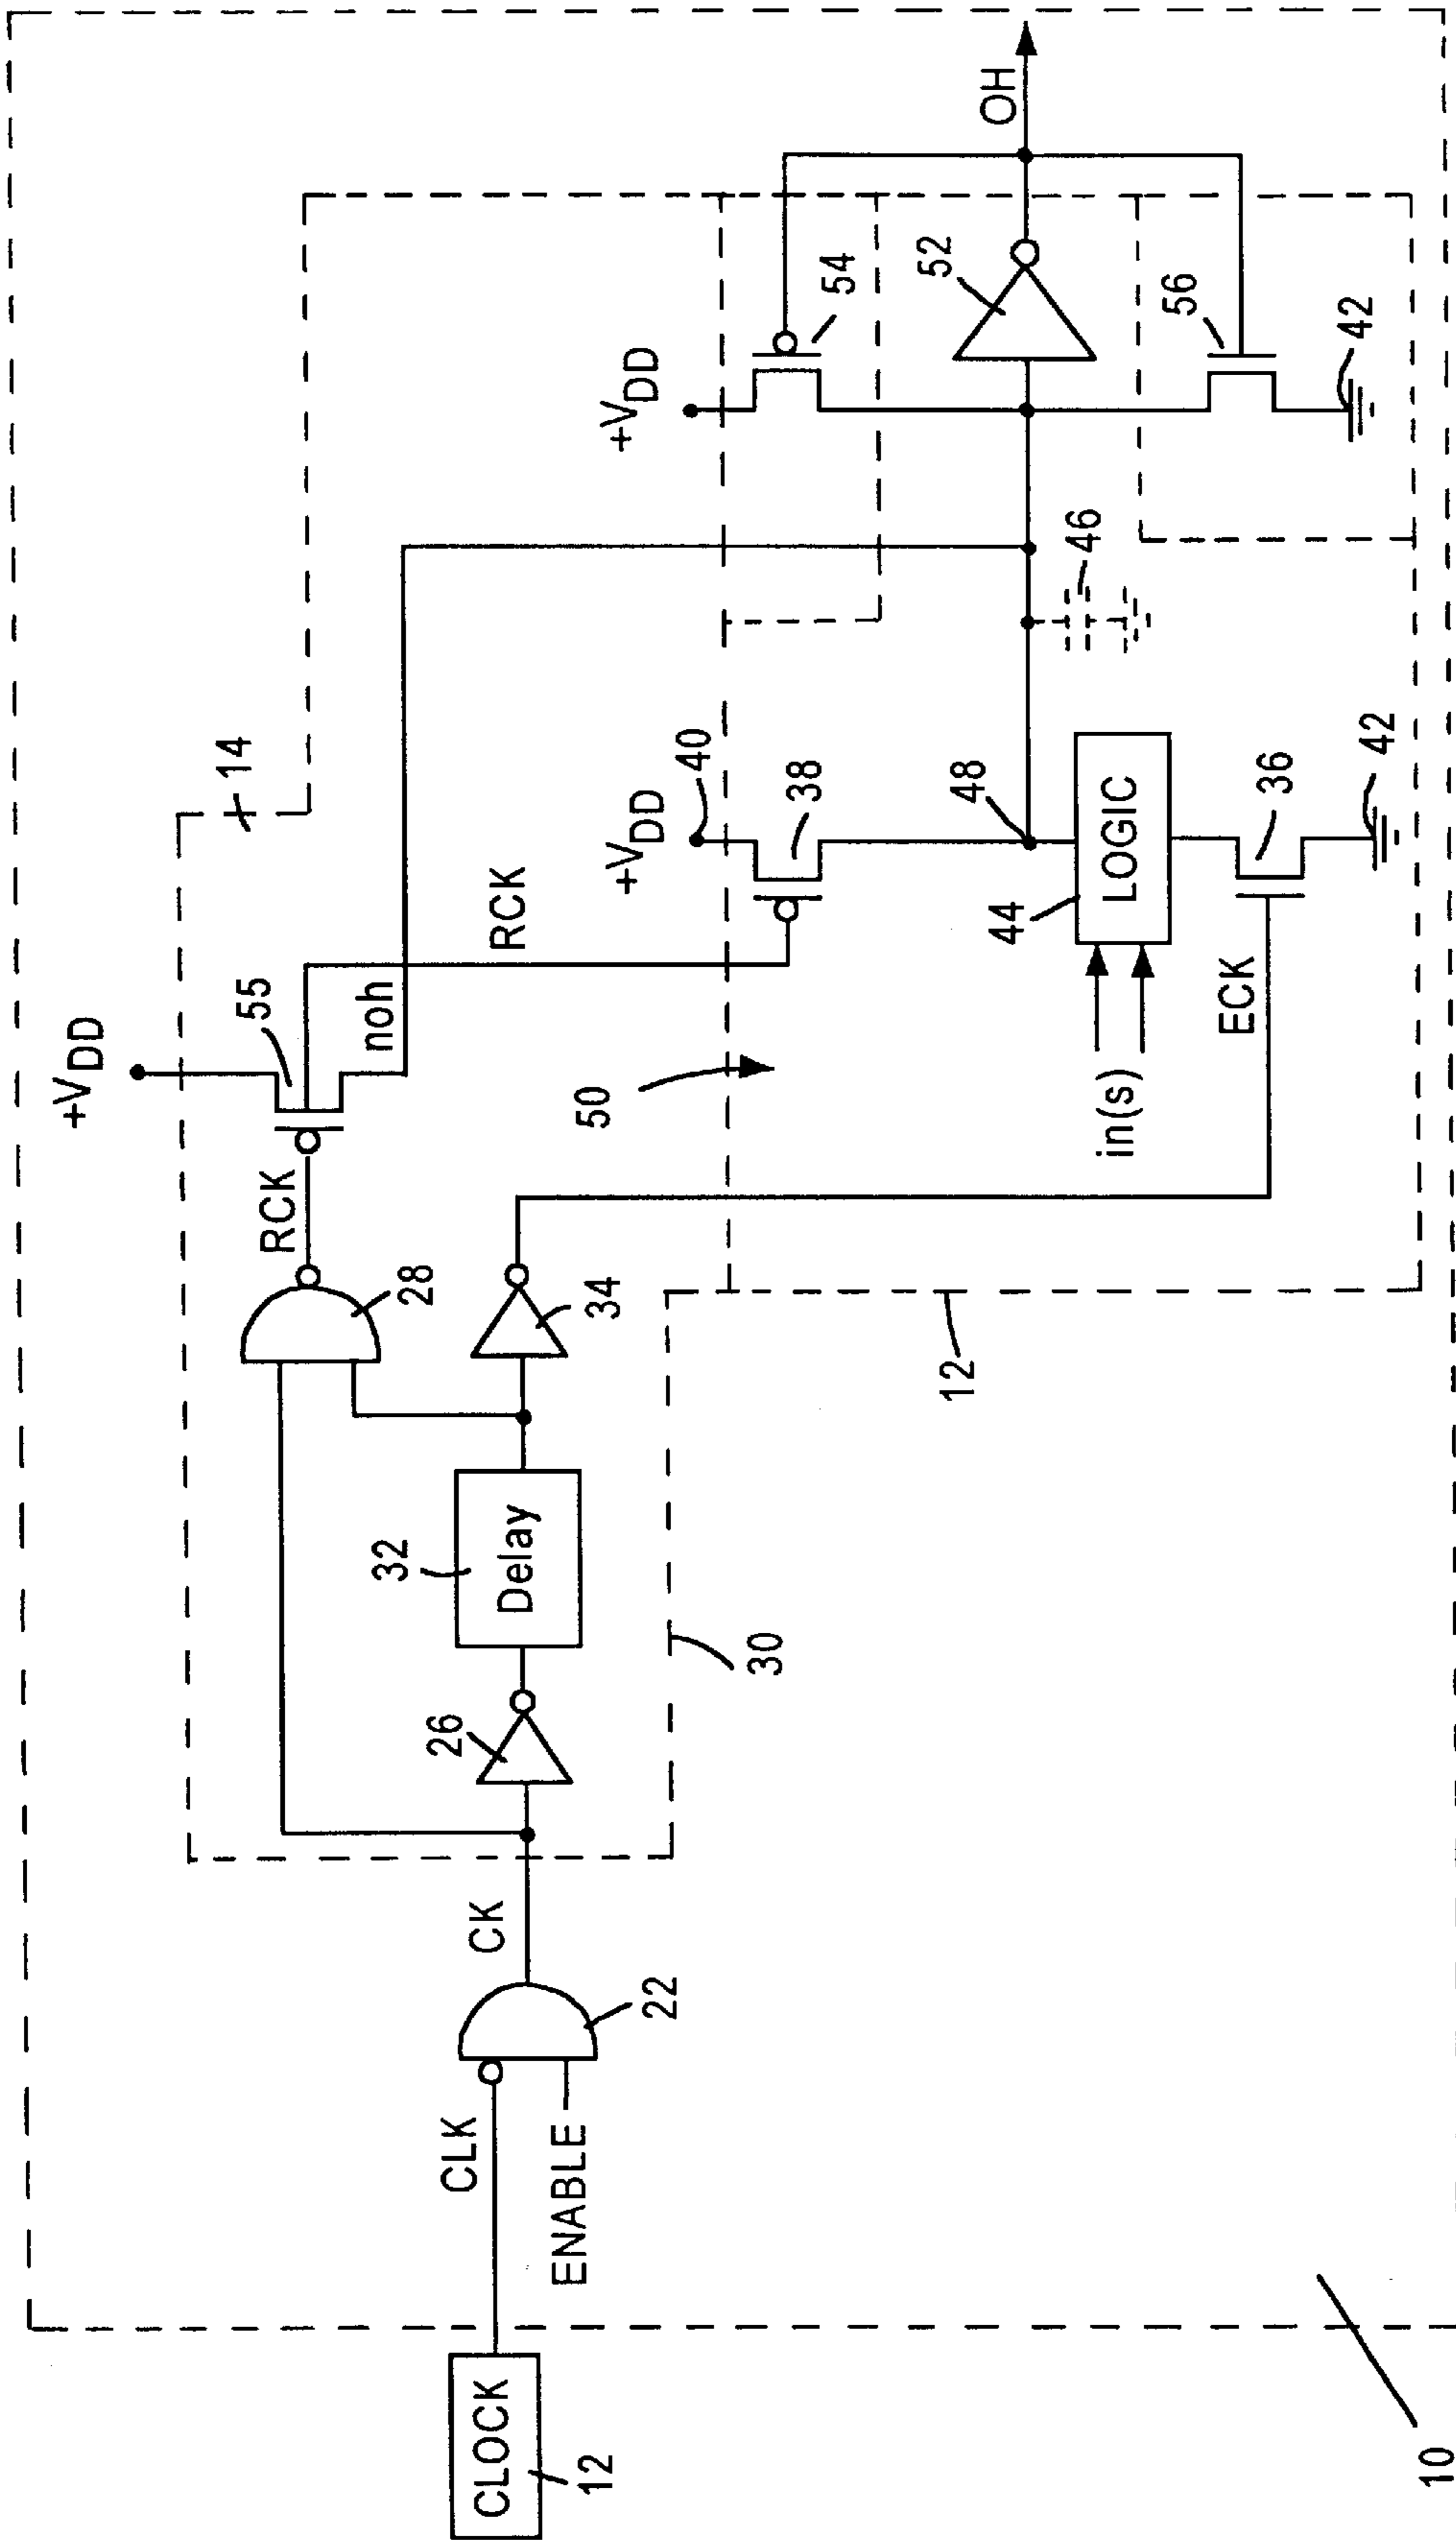 CLOCK
12
CLK
ENABLE
22
CK
26
32
Delay
30
28
34
RCK
+VDD
55
noh
14
RCK
50
12
in(s)
ECK
+VDD
40
38
48
44
LOGIC
36
42
46
+VDD
54
52
56
42
OH
10